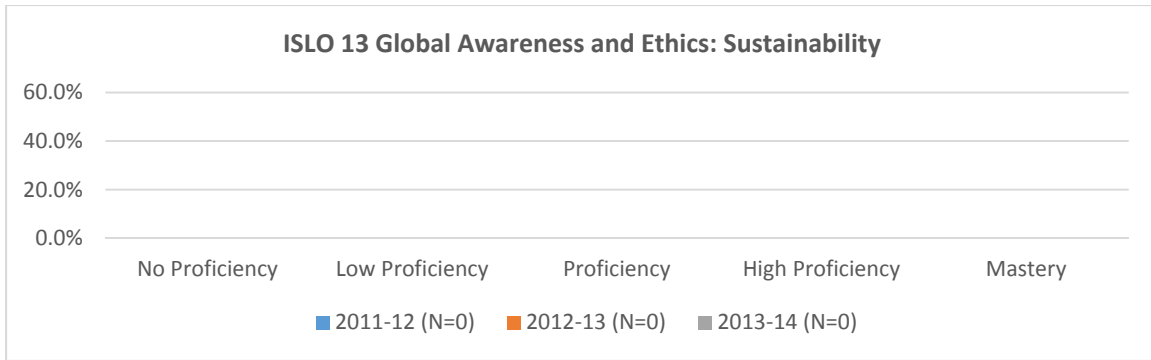 ISLO 13 Global Awareness and Ethics: Sustainability
60.0%
40.0%
20.0%
0.0%
No Proficiency Low Proficiency Proficiency High Proficiency Mastery
2011-12 (N=0) 2012-13 (N=0) 2013-14 (N=0)